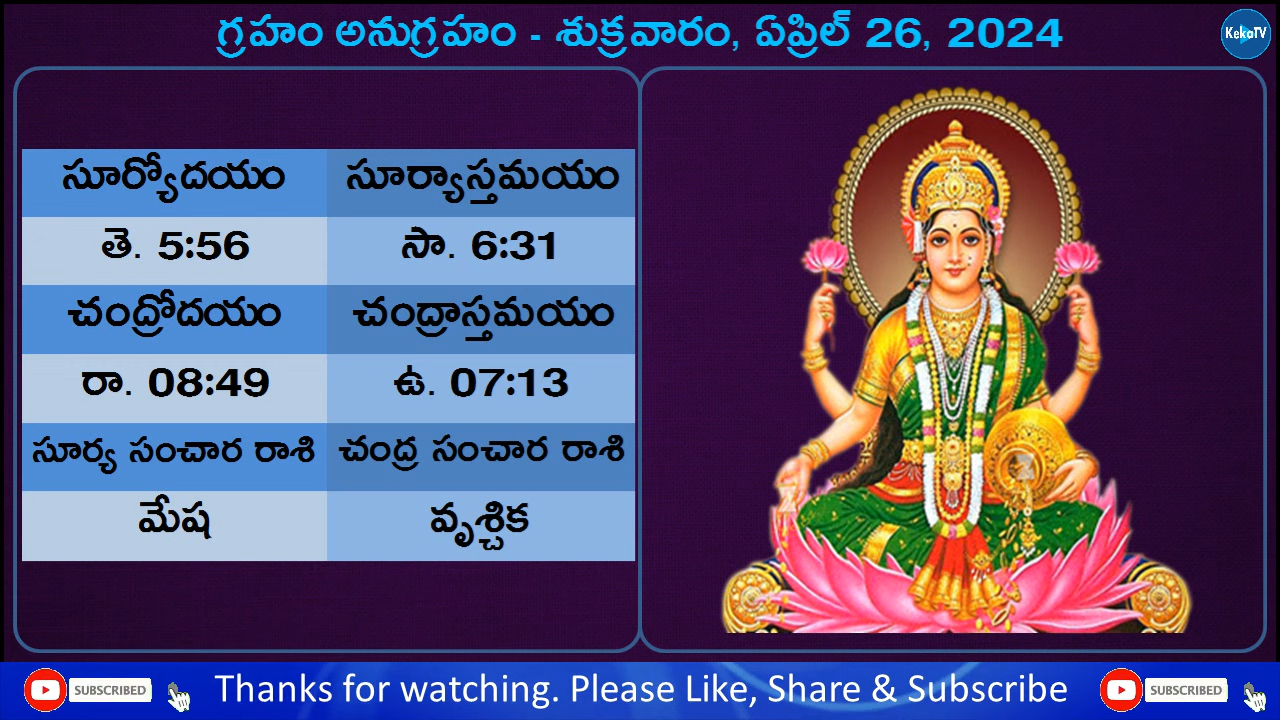 గ్రహం అనుగ్రహం - శుక్రవారం, ఏప్రిల్ 26, 2024
KekaTV
సూర్యోదయం సూర్యాస్తమయం
తె. 5:56 సా. 6:31
చంద్రోదయం చంద్రాస్తమయం
రా. 08:49 ఉ. 07:13
సూర్య సంచార రాశి చంద్ర సంచార రాశి
మేష వృశ్చిక
SUBSCRIBED Thanks for watching. Please Like, Share & Subscribe SUBSCRIBED